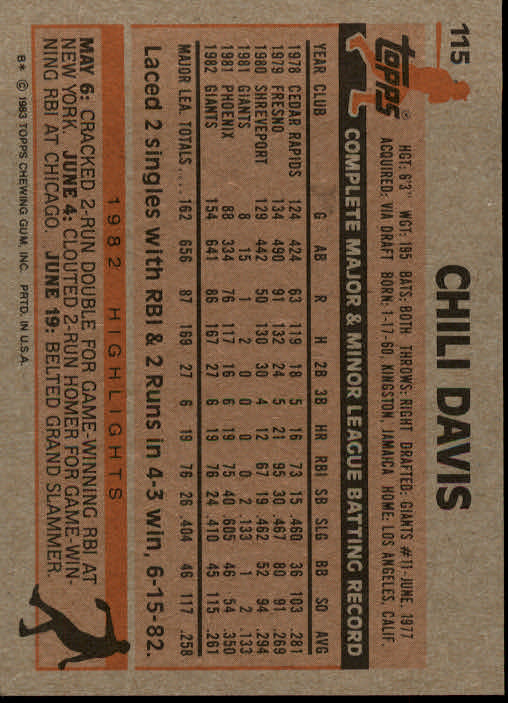 115
topps®
CHILI DAVIS
HGT: 6'3" WGT: 195 BATS: BOTH THROWS: RIGHT DRAFTED: GIANTS #11-JUNE, 1977
ACQUIRED: VIA DRAFT BORN: 1-17-60, KINGSTON, JAMAICA HOME: LOS ANGELES, CALIF.
COMPLETE MAJOR & MINOR LEAGUE BATTING RECORD
YEAR CLUB G AB R H 2B 3B HR RBI SB SLG BB SO AVG
1978 CEDAR RAPIDS 124 424 63 119 18 5 16 73 15 .460 36 103 .281
1979 FRESNO 134 490 91 132 24 5 21 95 30 .467 80 91 .269
1980 SHREVEPORT 129 442 50 130 30 4 12 67 19 .462 52 94 .294
1981 GIANTS 8 15 1 2 0 0 0 0 2 .133 1 2 .133
1981 PHOENIX 88 334 76 117 16 6 19 75 40 .605 46 54 .350
1982 GIANTS 154 641 86 167 27 6 19 76 24 .410 45 115 .261
MAJOR LEA. TOTALS.... 162 656 87 169 27 6 19 76 26 .404 46 117 .258
Laced 2 singles with RBI & 2 Runs in 4-3 win, 6-15-82.
1982 HIGHLIGHTS
MAY 6: CRACKED 2-RUN DOUBLE FOR GAME-WINNING RBI AT
NEW YORK. JUNE 4: CLOUTED 2-RUN HOMER FOR GAME-WIN-
NING RBI AT CHICAGO. JUNE 19: BELTED GRAND SLAMMER.
B* © 1983 TOPPS CHEWING GUM, INC. PRTD. IN U.S.A.